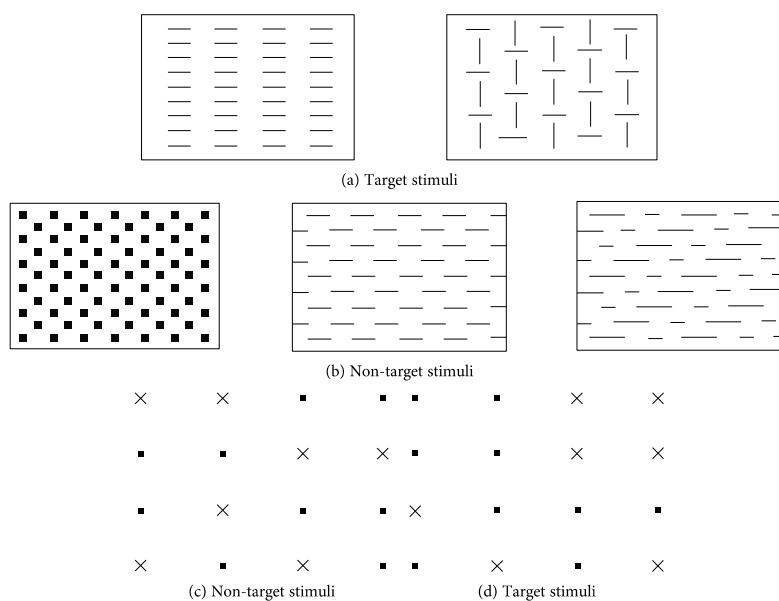 (a) Target stimuli
(b) Non-target stimuli
(c) Non-target stimuli
(d) Target stimuli